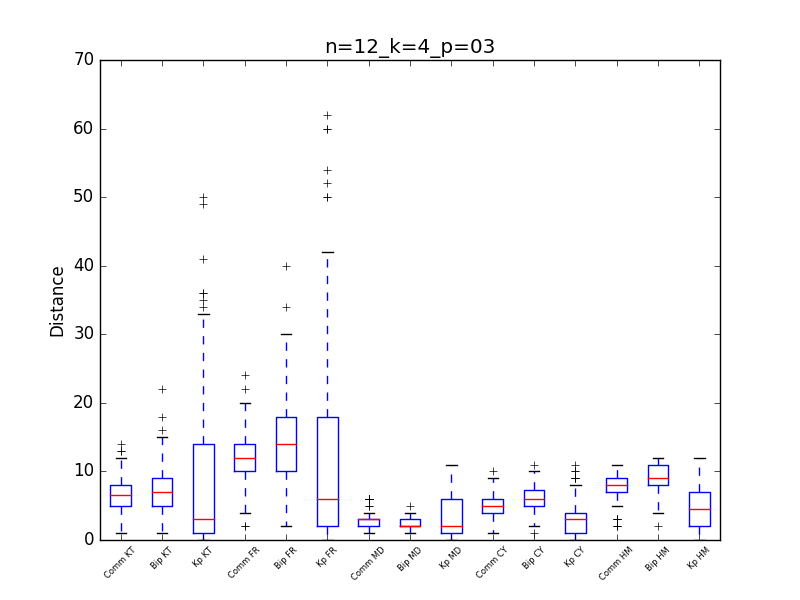 n=12_k=4_p=03
70
60
50
40
30
20
10
0
Distance
Comm KT
Bip KT
Kp KT
Comm FR
Bip FR
Kp FR
Comm MD
Bip MD
Kp MD
Comm CY
Bip CY
Kp CY
Comm HM
Bip HM
Kp HM